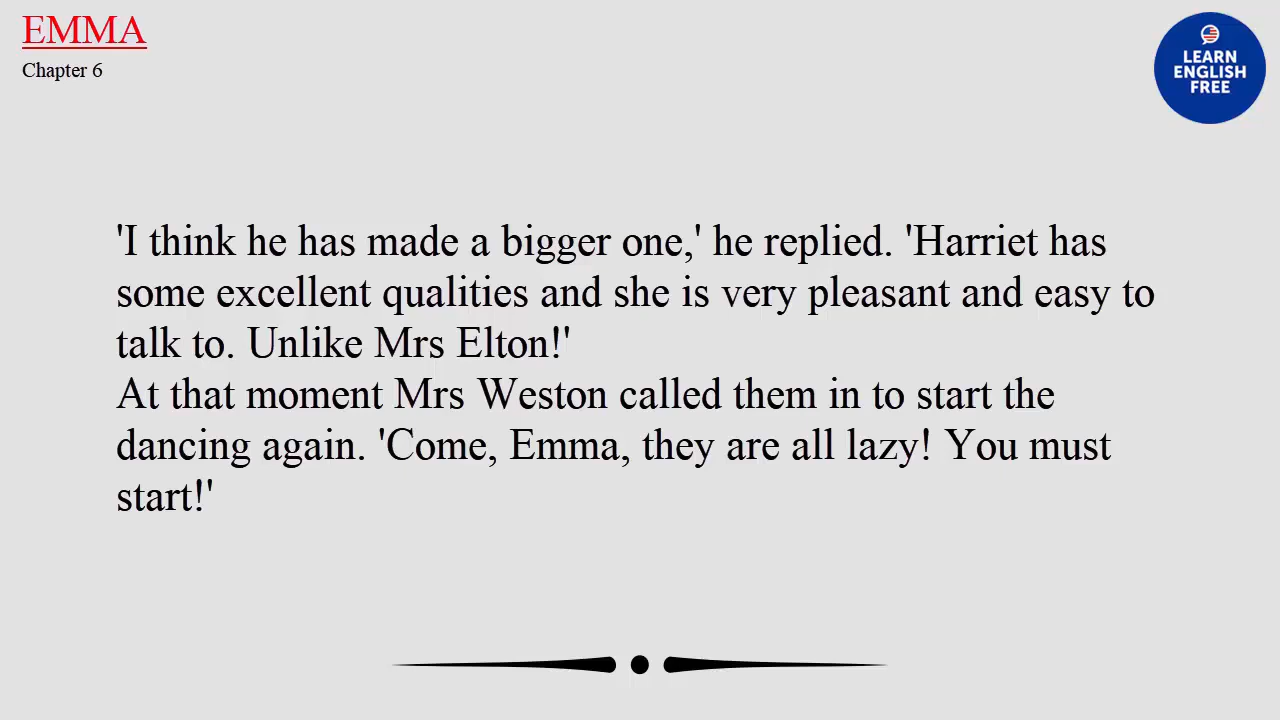 EMMA
Chapter 6
LEARN
ENGLISH
FREE
'I think he has made a bigger one,' he replied. 'Harriet has
some excellent qualities and she is very pleasant and easy to
talk to. Unlike Mrs Elton!'
At that moment Mrs Weston called them in to start the
dancing again. 'Come, Emma, they are all lazy! You must
start!'